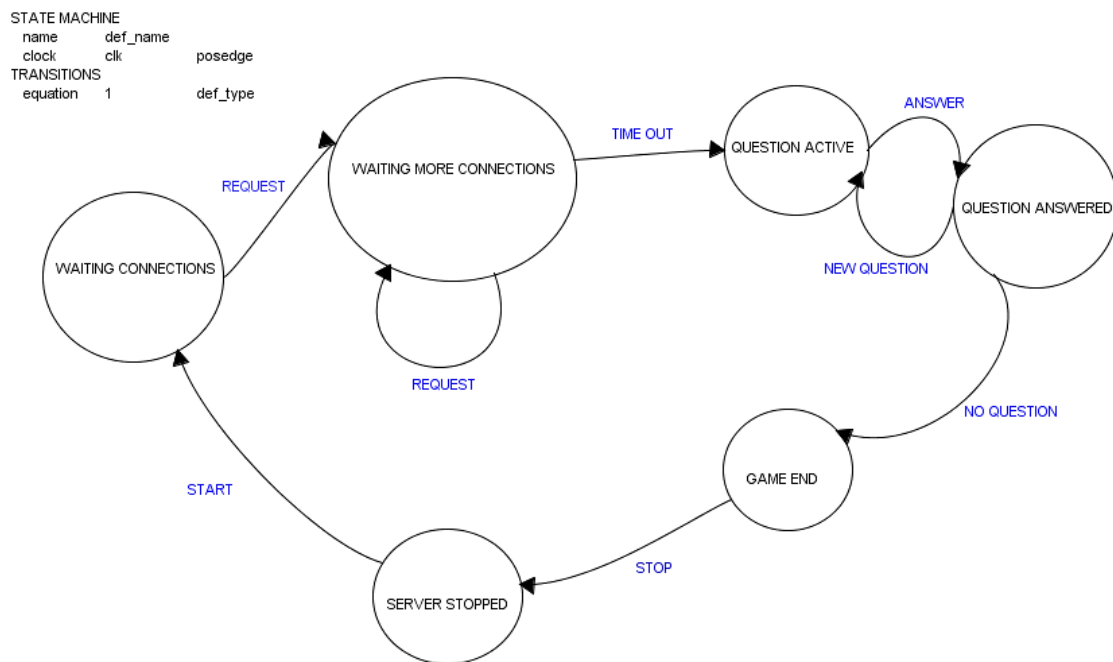 STATE MACHINE
name def_name
clock clk posedge
TRANSITIONS
equation 1 def_type
ANSWER
TIME OUT
QUESTION ACTIVE
WAITING MORE CONNECTIONS
REQUEST
QUESTION ANSWERED
WAITING CONNECTIONS
NEW QUESTION
REQUEST
NO QUESTION
GAME END
START
STOP
SERVER STOPPED